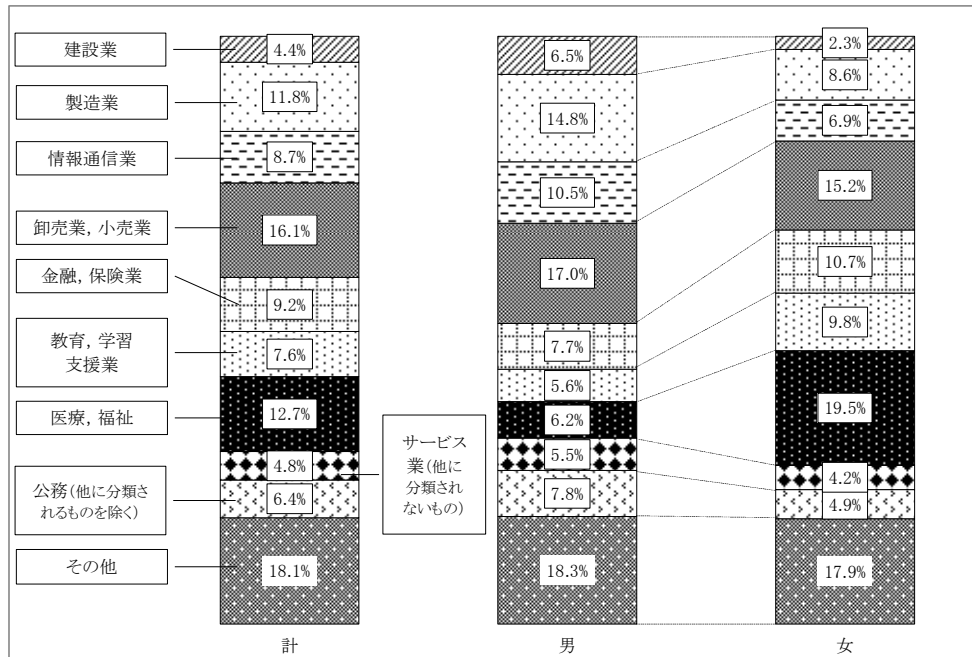 建設業
製造業
情報通信業
卸売業, 小売業
金融, 保険業
教育, 学習
支援業
医療, 福祉
公務(他に分類さ
れるものを除く)
その他
サービス
業(他に
分類され
ないもの)
4.4%
11.8%
8.7%
16.1%
9.2%
7.6%
12.7%
4.8%
6.4%
18.1%
計
6.5%
14.8%
10.5%
17.0%
7.7%
5.6%
6.2%
5.5%
7.8%
18.3%
男
2.3%
8.6%
6.9%
15.2%
10.7%
9.8%
19.5%
4.2%
4.9%
17.9%
女